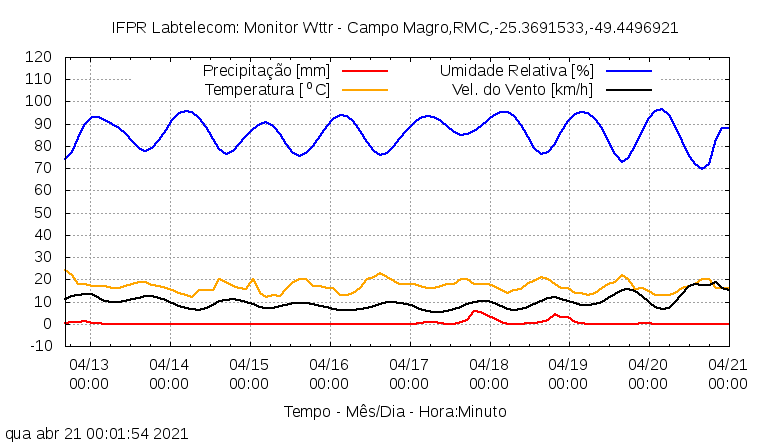 IFPR Labtelecom: Monitor Wttr - Campo Magro,RMC,-25.3691533,-49.4496921
120
110
100
90
80
70
60
50
40
30
20
10
0
-10
Precipitação [mm]
Temperatura [⁰C]
Umidade Relativa [%]
Vel. do Vento [km/h]
04/13 04/14 04/15 04/16 04/17 04/18 04/19 04/20 04/21
00:00 00:00 00:00 00:00 00:00 00:00 00:00 00:00 00:00
Tempo - Mês/Dia - Hora:Minuto
qua abr 21 00:01:54 2021